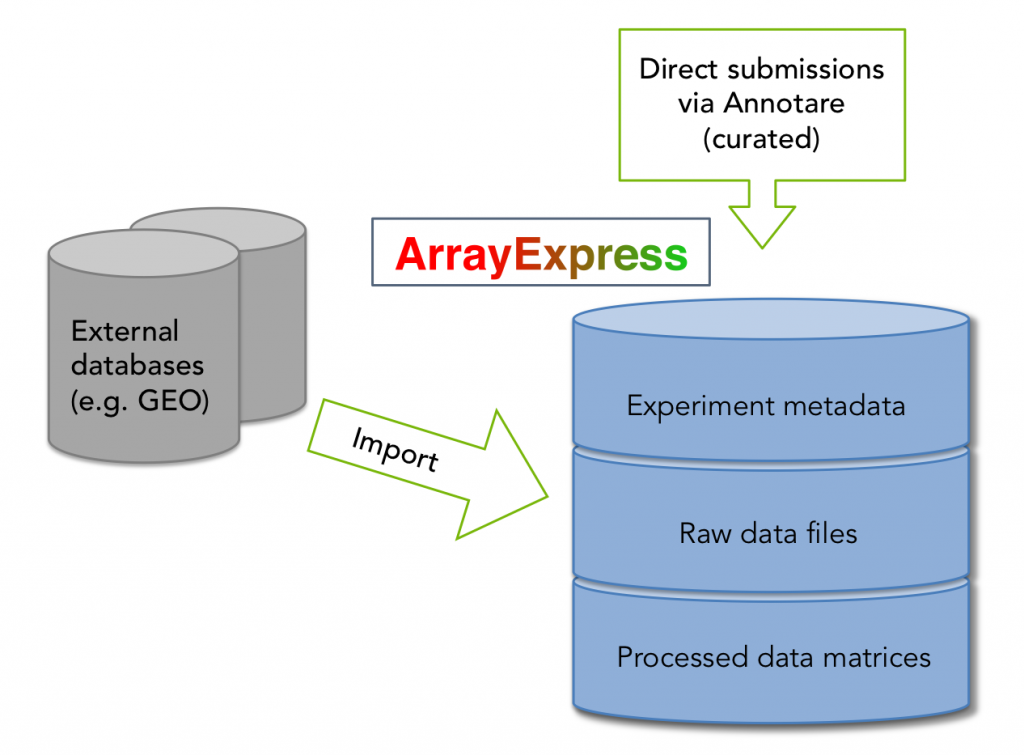 Direct submissions
via Annotare
(curated)
ArrayExpress
External
databases
(e.g. GEO)
Import
Experiment metadata
Raw data files
Processed data matrices